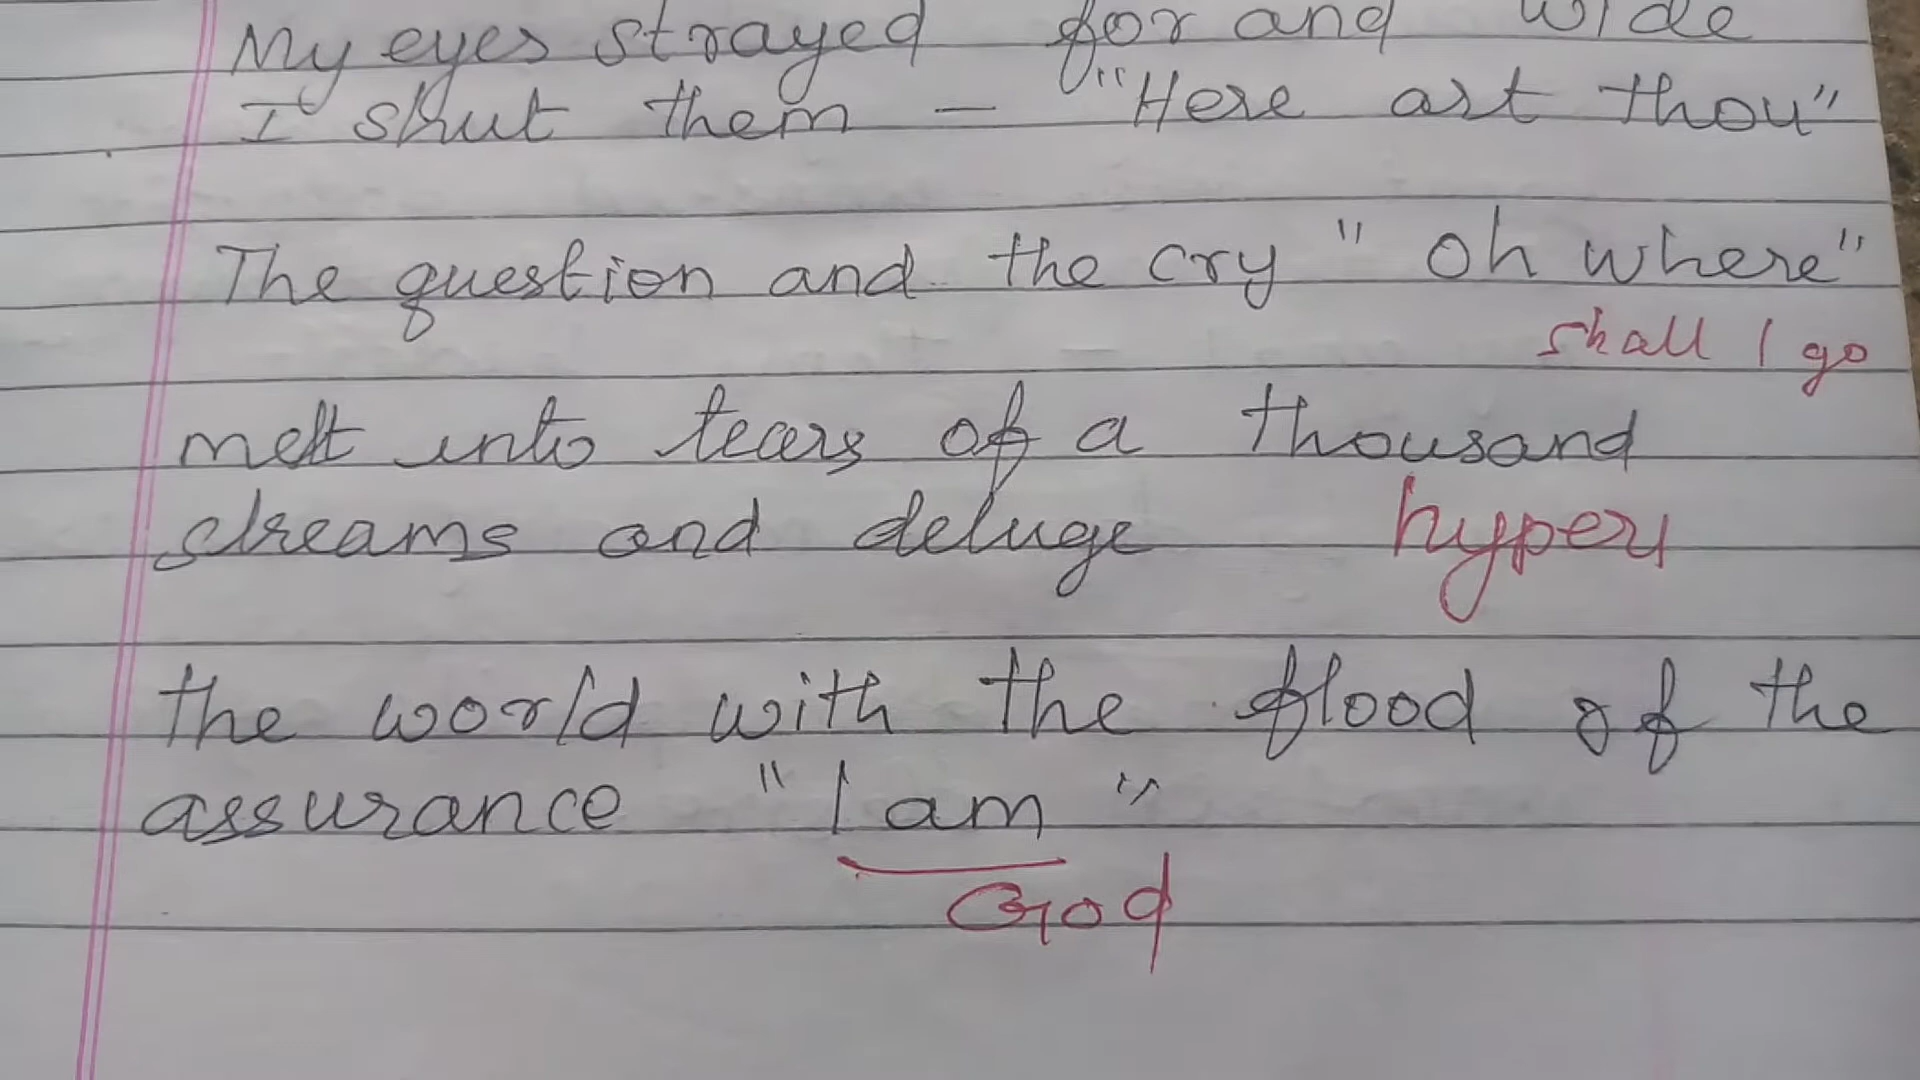 My eyes strayed for and wide
I shut them — "Here art thou"
The question and the cry "Oh where"
shall I go
melt into tears of a thousand
streams and deluge hyper
the world with the flood of the
assurance "I am"
God